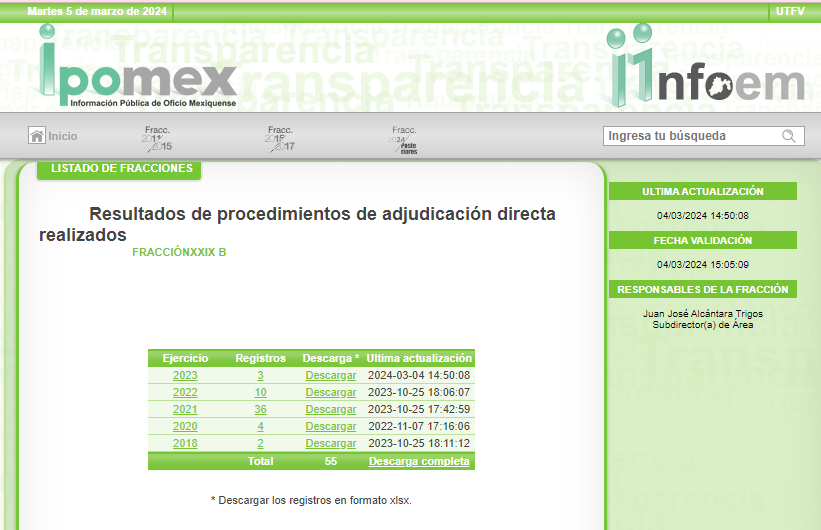 Martes 5 de marzo de 2024
UTFV
ipomex
Información Pública de Oficio Mexiquense
infoem
Inicio
Fracc.
2015
Fracc.
2017
Fracc.
2024
Poste
riores
Ingresa tu búsqueda
LISTADO DE FRACCIONES
Resultados de procedimientos de adjudicación directa
realizados
FRACCIÓNXXIX B
Ejercicio Registros Descarga * Ultima actualización
2023 3 Descargar 2024-03-04 14:50:08
2022 10 Descargar 2023-10-25 18:06:07
2021 36 Descargar 2023-10-25 17:42:59
2020 4 Descargar 2022-11-07 17:16:06
2018 2 Descargar 2023-10-25 18:11:12
Total 55 Descarga completa
* Descargar los registros en formato xlsx.
ULTIMA ACTUALIZACIÓN
04/03/2024 14:50:08
FECHA VALIDACIÓN
04/03/2024 15:05:09
RESPONSABLES DE LA FRACCIÓN
Juan José Alcántara Trigos
Subdirector(a) de Área